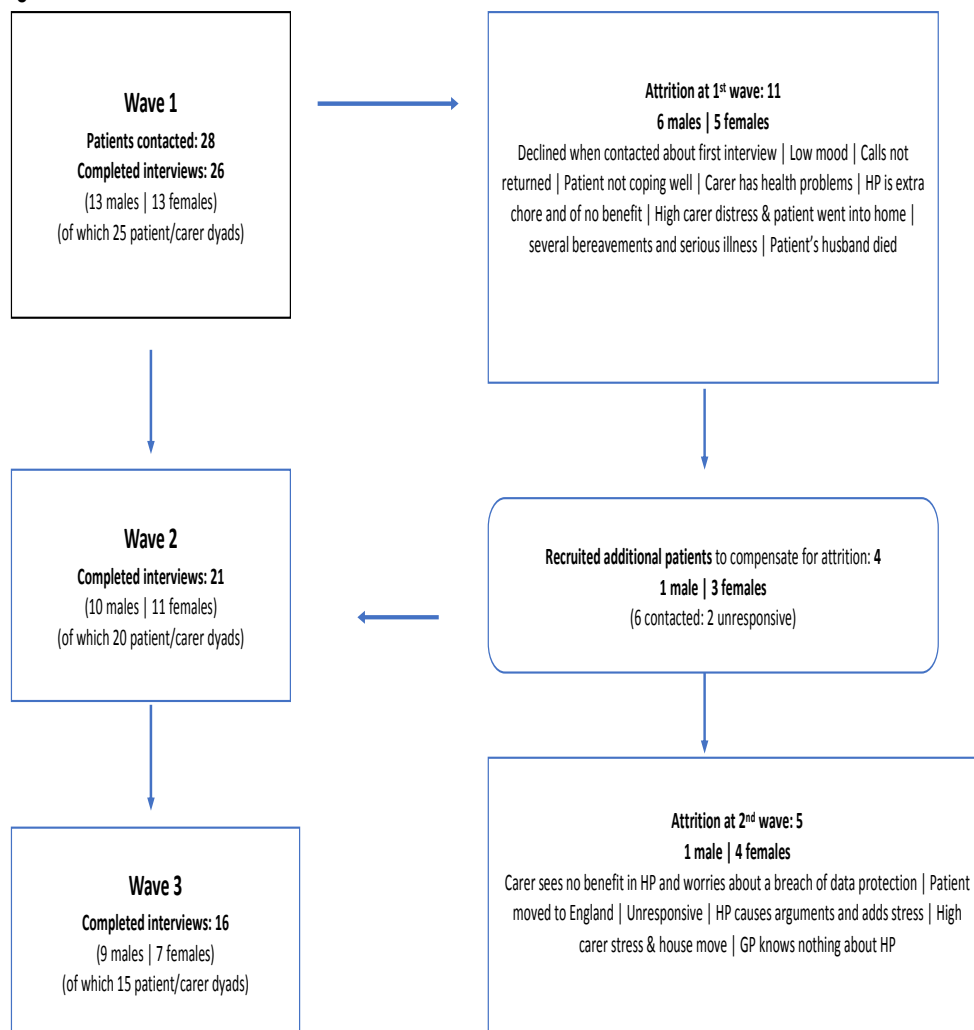 Wave 1
Patients contacted: 28
Completed interviews: 26
(13 males | 13 females)
(of which 25 patient/carer dyads)
Attrition at 1st wave: 11
6 males | 5 females
Declined when contacted about first interview | Low mood | Calls not
returned | Patient not coping well | Carer has health problems | HP is extra
chore and of no benefit | High carer distress & patient went into home |
several bereavements and serious illness | Patient's husband died
Wave 2
Completed interviews: 21
(10 males | 11 females)
(of which 20 patient/carer dyads)
Recruited additional patients to compensate for attrition: 4
1 male | 3 females
(6 contacted: 2 unresponsive)
Attrition at 2nd wave: 5
1 male | 4 females
Carer sees no benefit in HP and worries about a breach of data protection | Patient
moved to England | Unresponsive | HP causes arguments and adds stress | High
carer stress & house move | GP knows nothing about HP
Wave 3
Completed interviews: 16
(9 males | 7 females)
(of which 15 patient/carer dyads)